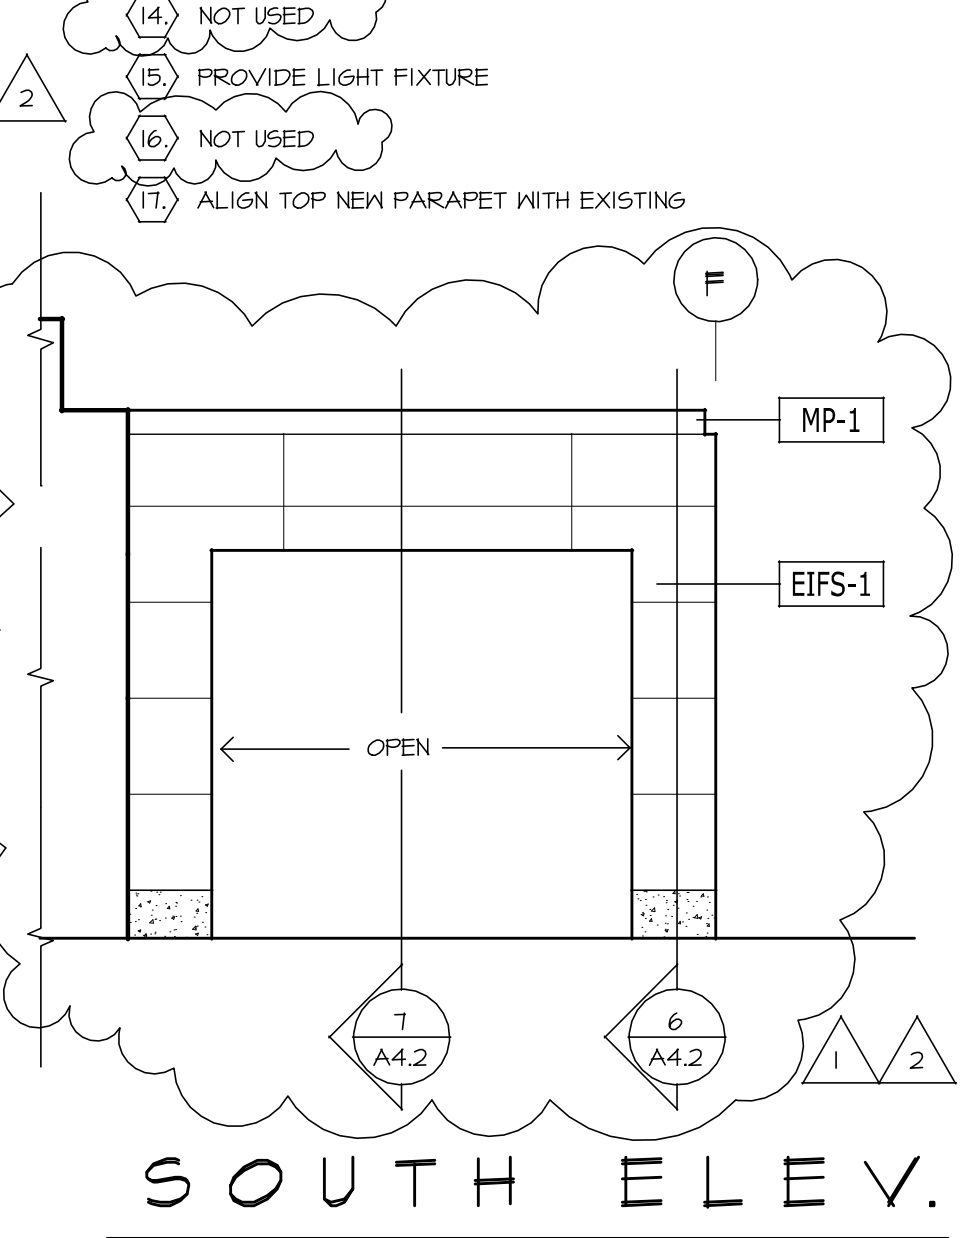 14. NOT USED
15. PROVIDE LIGHT FIXTURE
2
16. NOT USED
17. ALIGN TOP NEW PARAPET WITH EXISTING
F
MP-1
EIFS-1
OPEN
7
A4.2
6
A4.2
1 2
SOUTH ELEV.